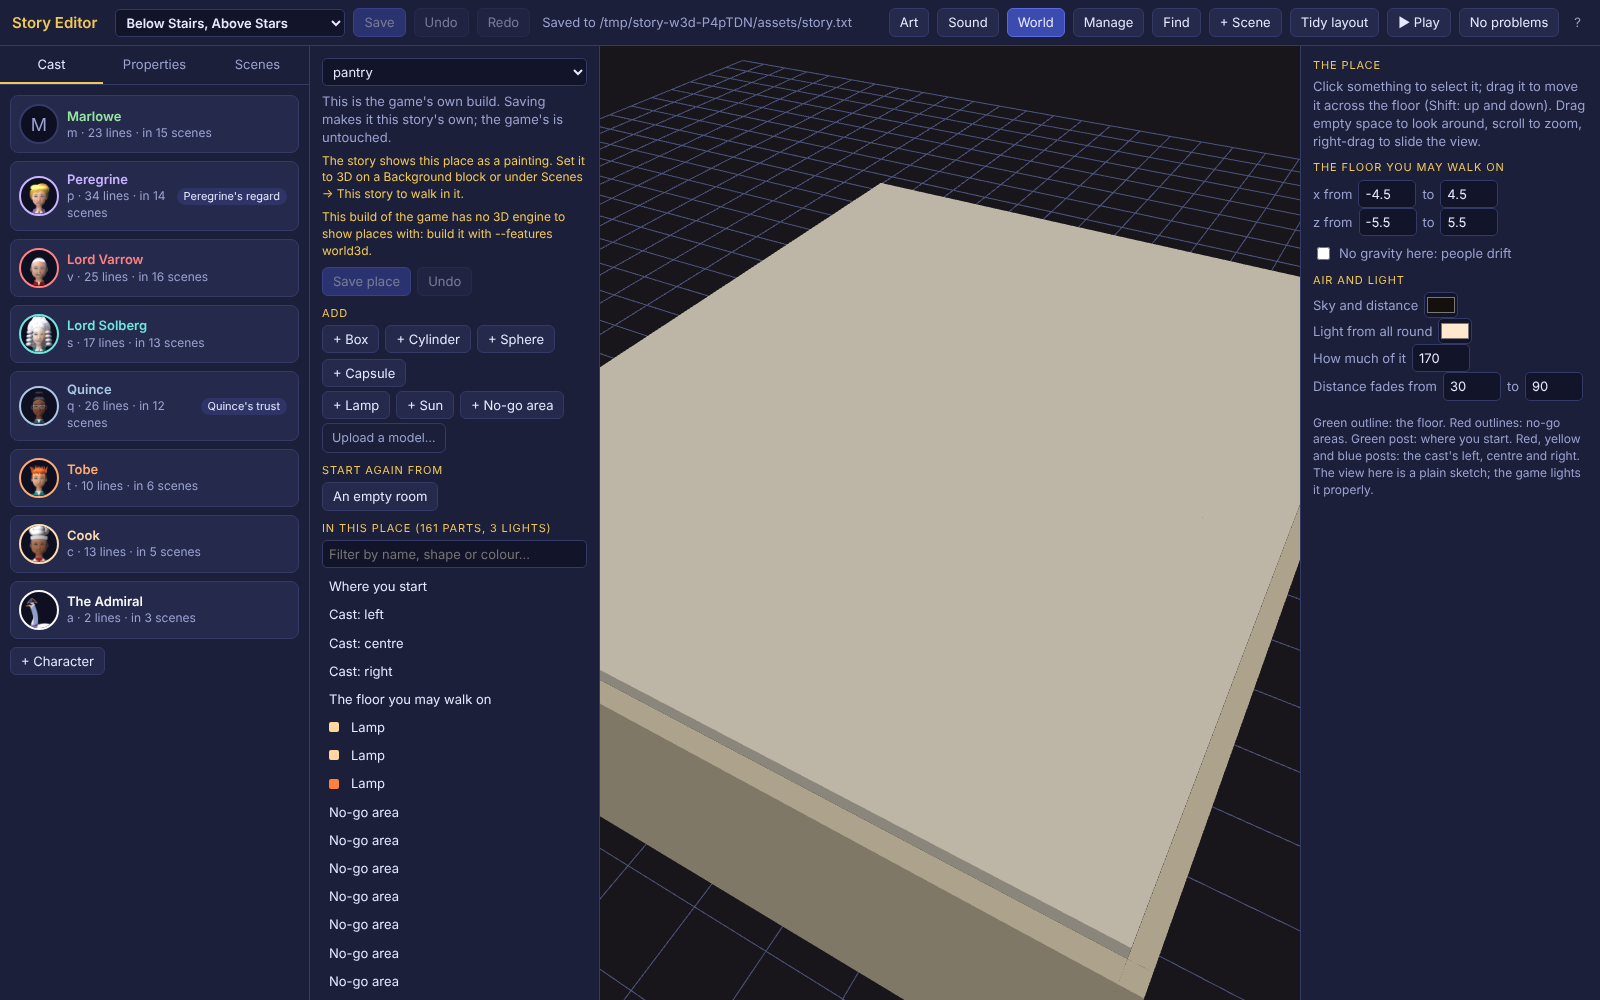 Story Editor
Below Stairs, Above Stars
Save
Undo
Redo
Saved to /tmp/story-w3d-P4pTDN/assets/story.txt
Art
Sound
World
Manage
Find
+ Scene
Tidy layout
▶ Play
No problems
?
Cast
Properties
Scenes
M
Marlowe
m · 23 lines · in 15 scenes
Peregrine
p · 34 lines · in 14
scenes
Peregrine's regard
Lord Varrow
v · 25 lines · in 16 scenes
Lord Solberg
s · 17 lines · in 13 scenes
Quince
q · 26 lines · in 12
scenes
Quince's trust
Tobe
t · 10 lines · in 6 scenes
Cook
c · 13 lines · in 5 scenes
The Admiral
a · 2 lines · in 3 scenes
+ Character
pantry
This is the game's own build. Saving
makes it this story's own; the game's is
untouched.
The story shows this place as a painting. Set it
to 3D on a Background block or under Scenes
→ This story to walk in it.
This build of the game has no 3D engine to
show places with: build it with --features
world3d.
Save place
Undo
ADD
+ Box
+ Cylinder
+ Sphere
+ Capsule
+ Lamp
+ Sun
+ No-go area
Upload a model...
START AGAIN FROM
An empty room
IN THIS PLACE (161 PARTS, 3 LIGHTS)
Filter by name, shape or colour...
Where you start
Cast: left
Cast: centre
Cast: right
The floor you may walk on
Lamp
Lamp
Lamp
No-go area
No-go area
No-go area
No-go area
No-go area
No-go area
No-go area
THE PLACE
Click something to select it; drag it to move
it across the floor (Shift: up and down). Drag
empty space to look around, scroll to zoom,
right-drag to slide the view.
THE FLOOR YOU MAY WALK ON
x from -4.5 to 4.5
z from -5.5 to 5.5
No gravity here: people drift
AIR AND LIGHT
Sky and distance
Light from all round
How much of it 170
Distance fades from 30 to 90
Green outline: the floor. Red outlines: no-go
areas. Green post: where you start. Red, yellow
and blue posts: the cast's left, centre and right.
The view here is a plain sketch; the game lights
it properly.